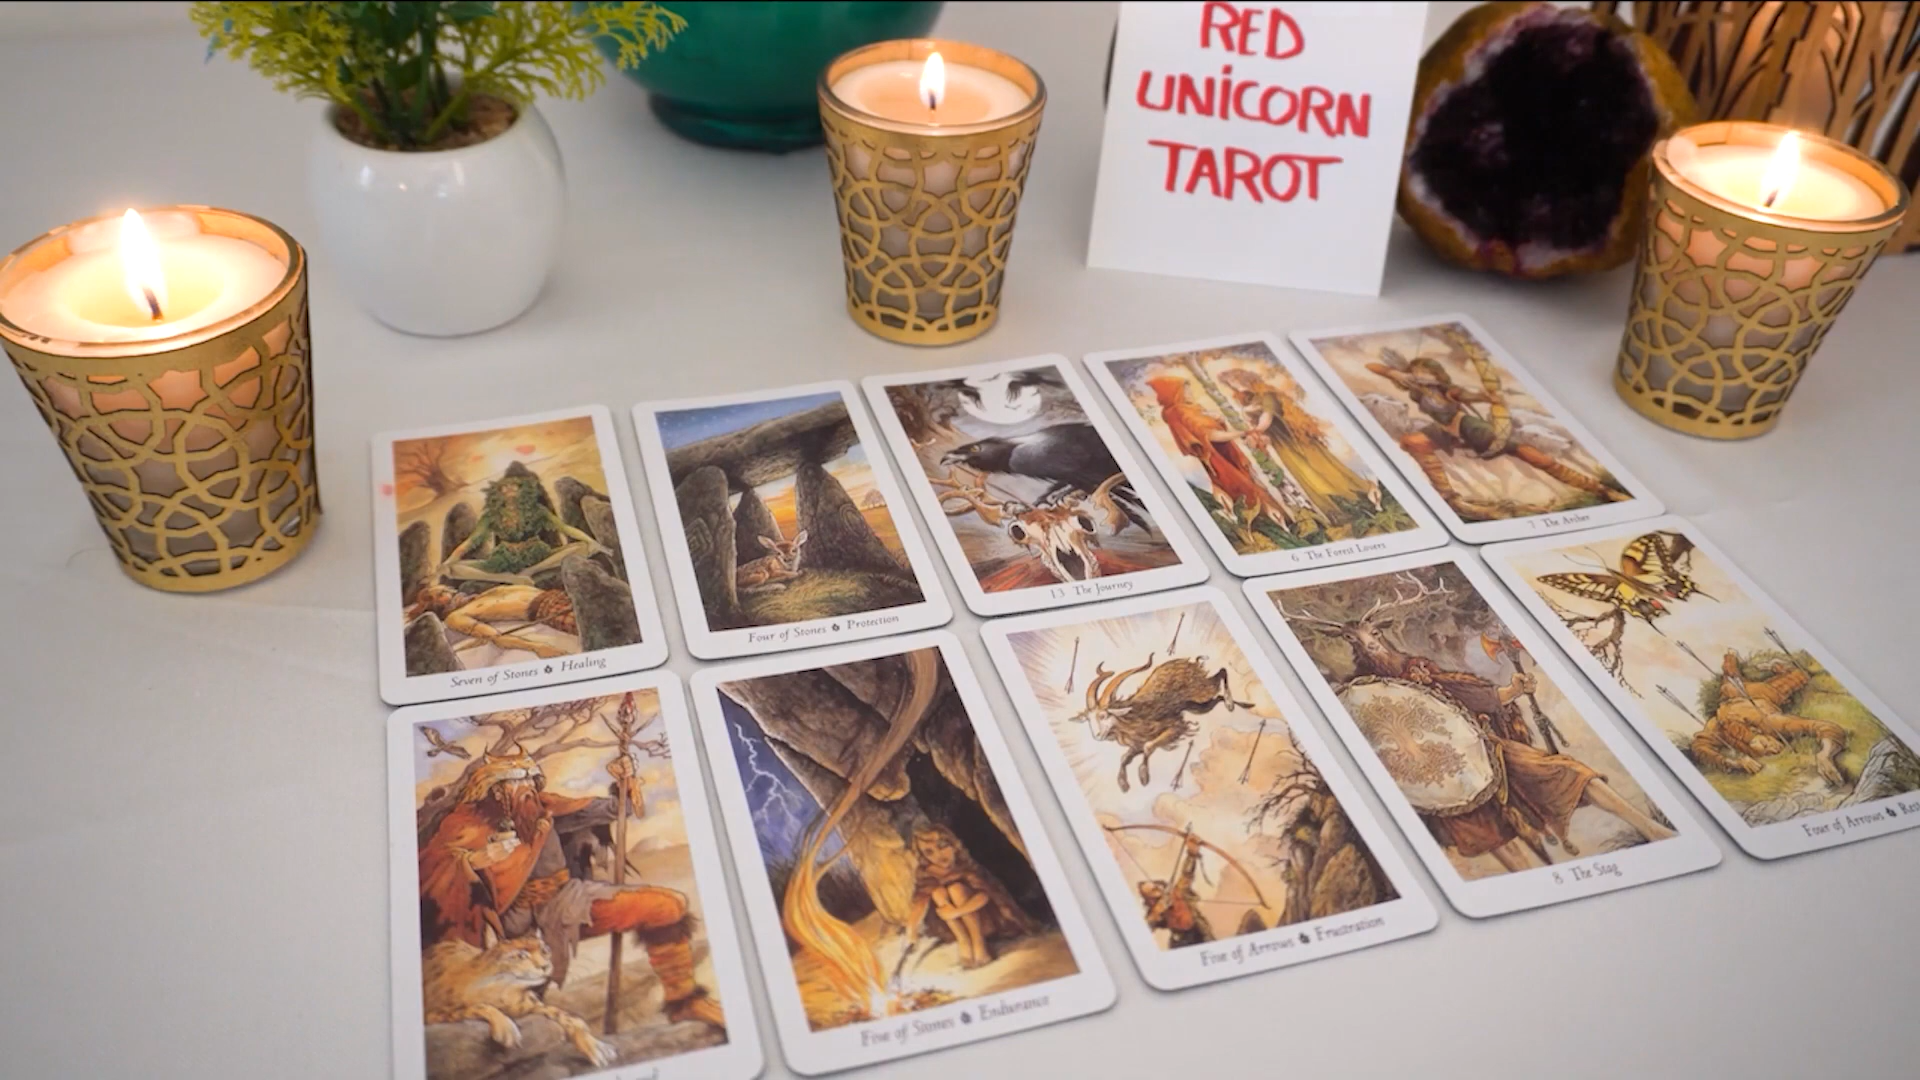 RED
UNICORN
TAROT
Seven of Stones Healing
Four of Stones Protection
13 The Journey
6 The Forest Lovers
7 The Archer
Five of Stones Endurance
Five of Arrows Frustration
8 The Stag
Four of Arrows